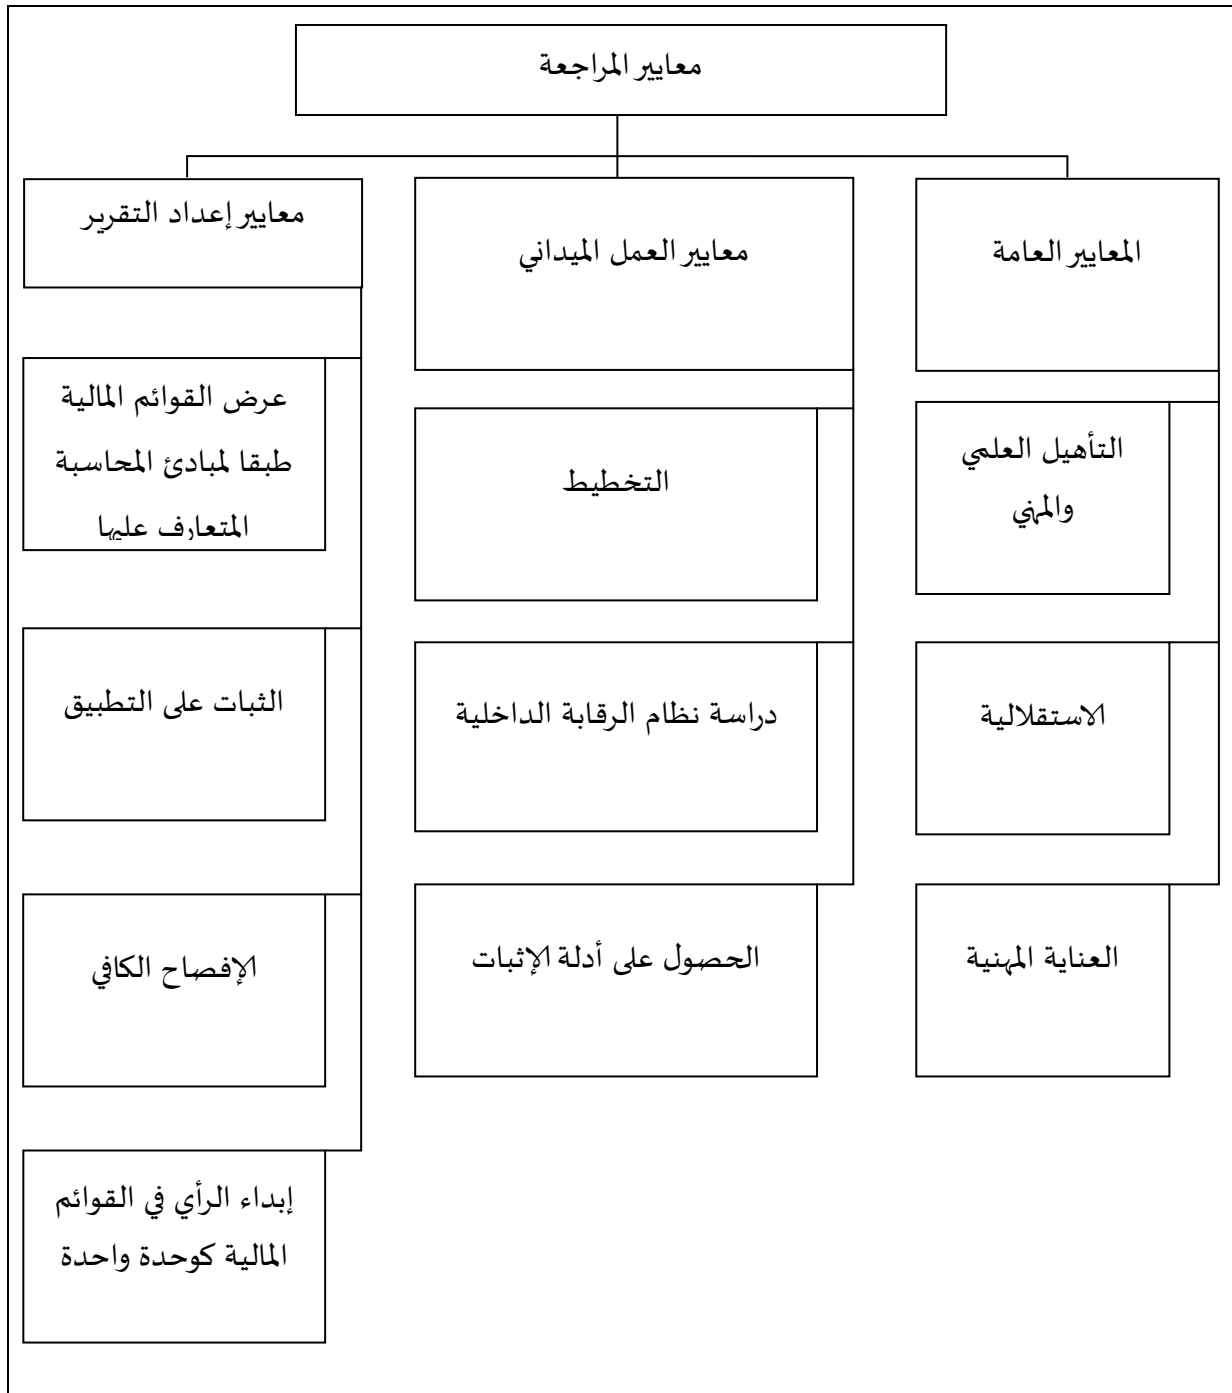 معايير المراجعة
المعايير العامة
التأهيل العلمي
والمهني
الاستقلالية
العناية المهنية
معايير العمل الميداني
التخطيط
دراسة نظام الرقابة الداخلية
الحصول على أدلة الإثبات
معايير إعداد التقرير
عرض القوائم المالية
طبقا لمبادئ المحاسبة
المتعارف عليها
الثبات على التطبيق
الإفصاح الكافي
إبداء الرأي في القوائم
المالية كوحدة واحدة